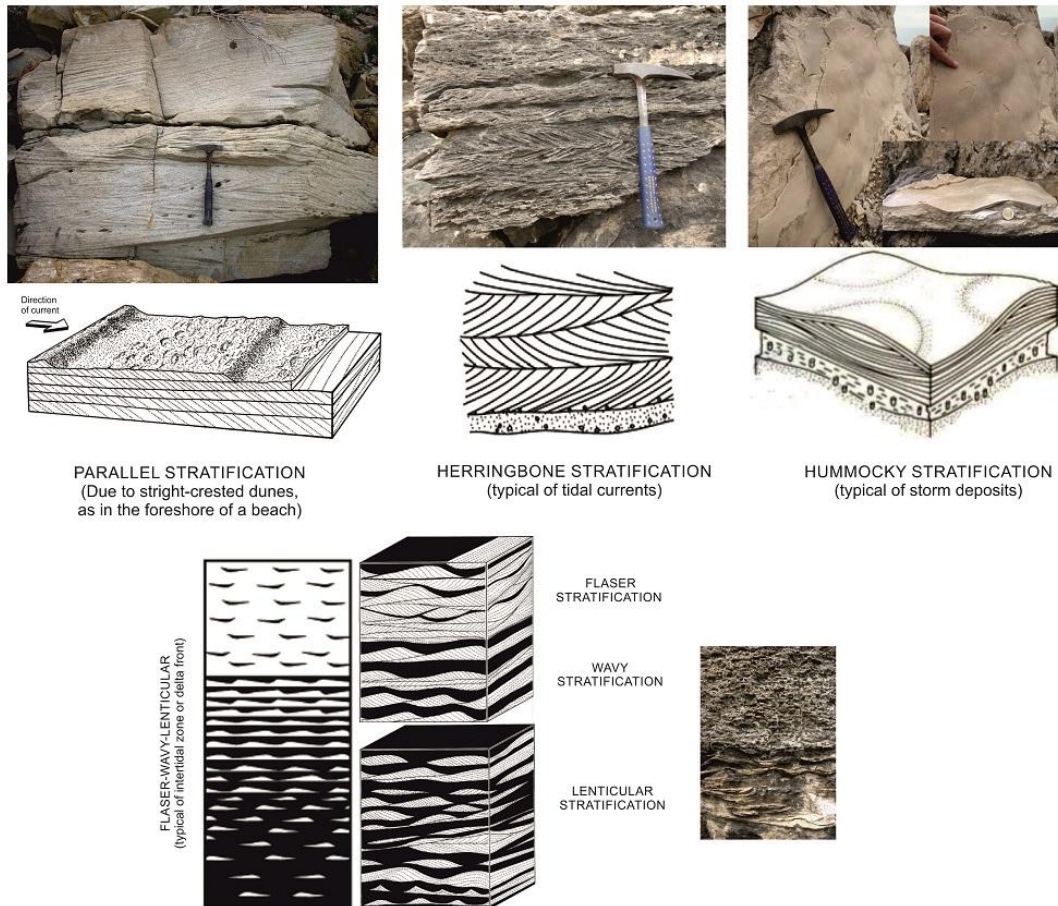 Direction
of current
PARALLEL STRATIFICATION
(Due to stright-crested dunes,
as in the foreshore of a beach)
HERRINGBONE STRATIFICATION
(typical of tidal currents)
HUMMOCKY STRATIFICATION
(typical of storm deposits)
FLASER-WAVY-LENTICULAR
(typical of intertidal zone or delta front)
FLASER
STRATIFICATION
WAVY
STRATIFICATION
LENTICULAR
STRATIFICATION